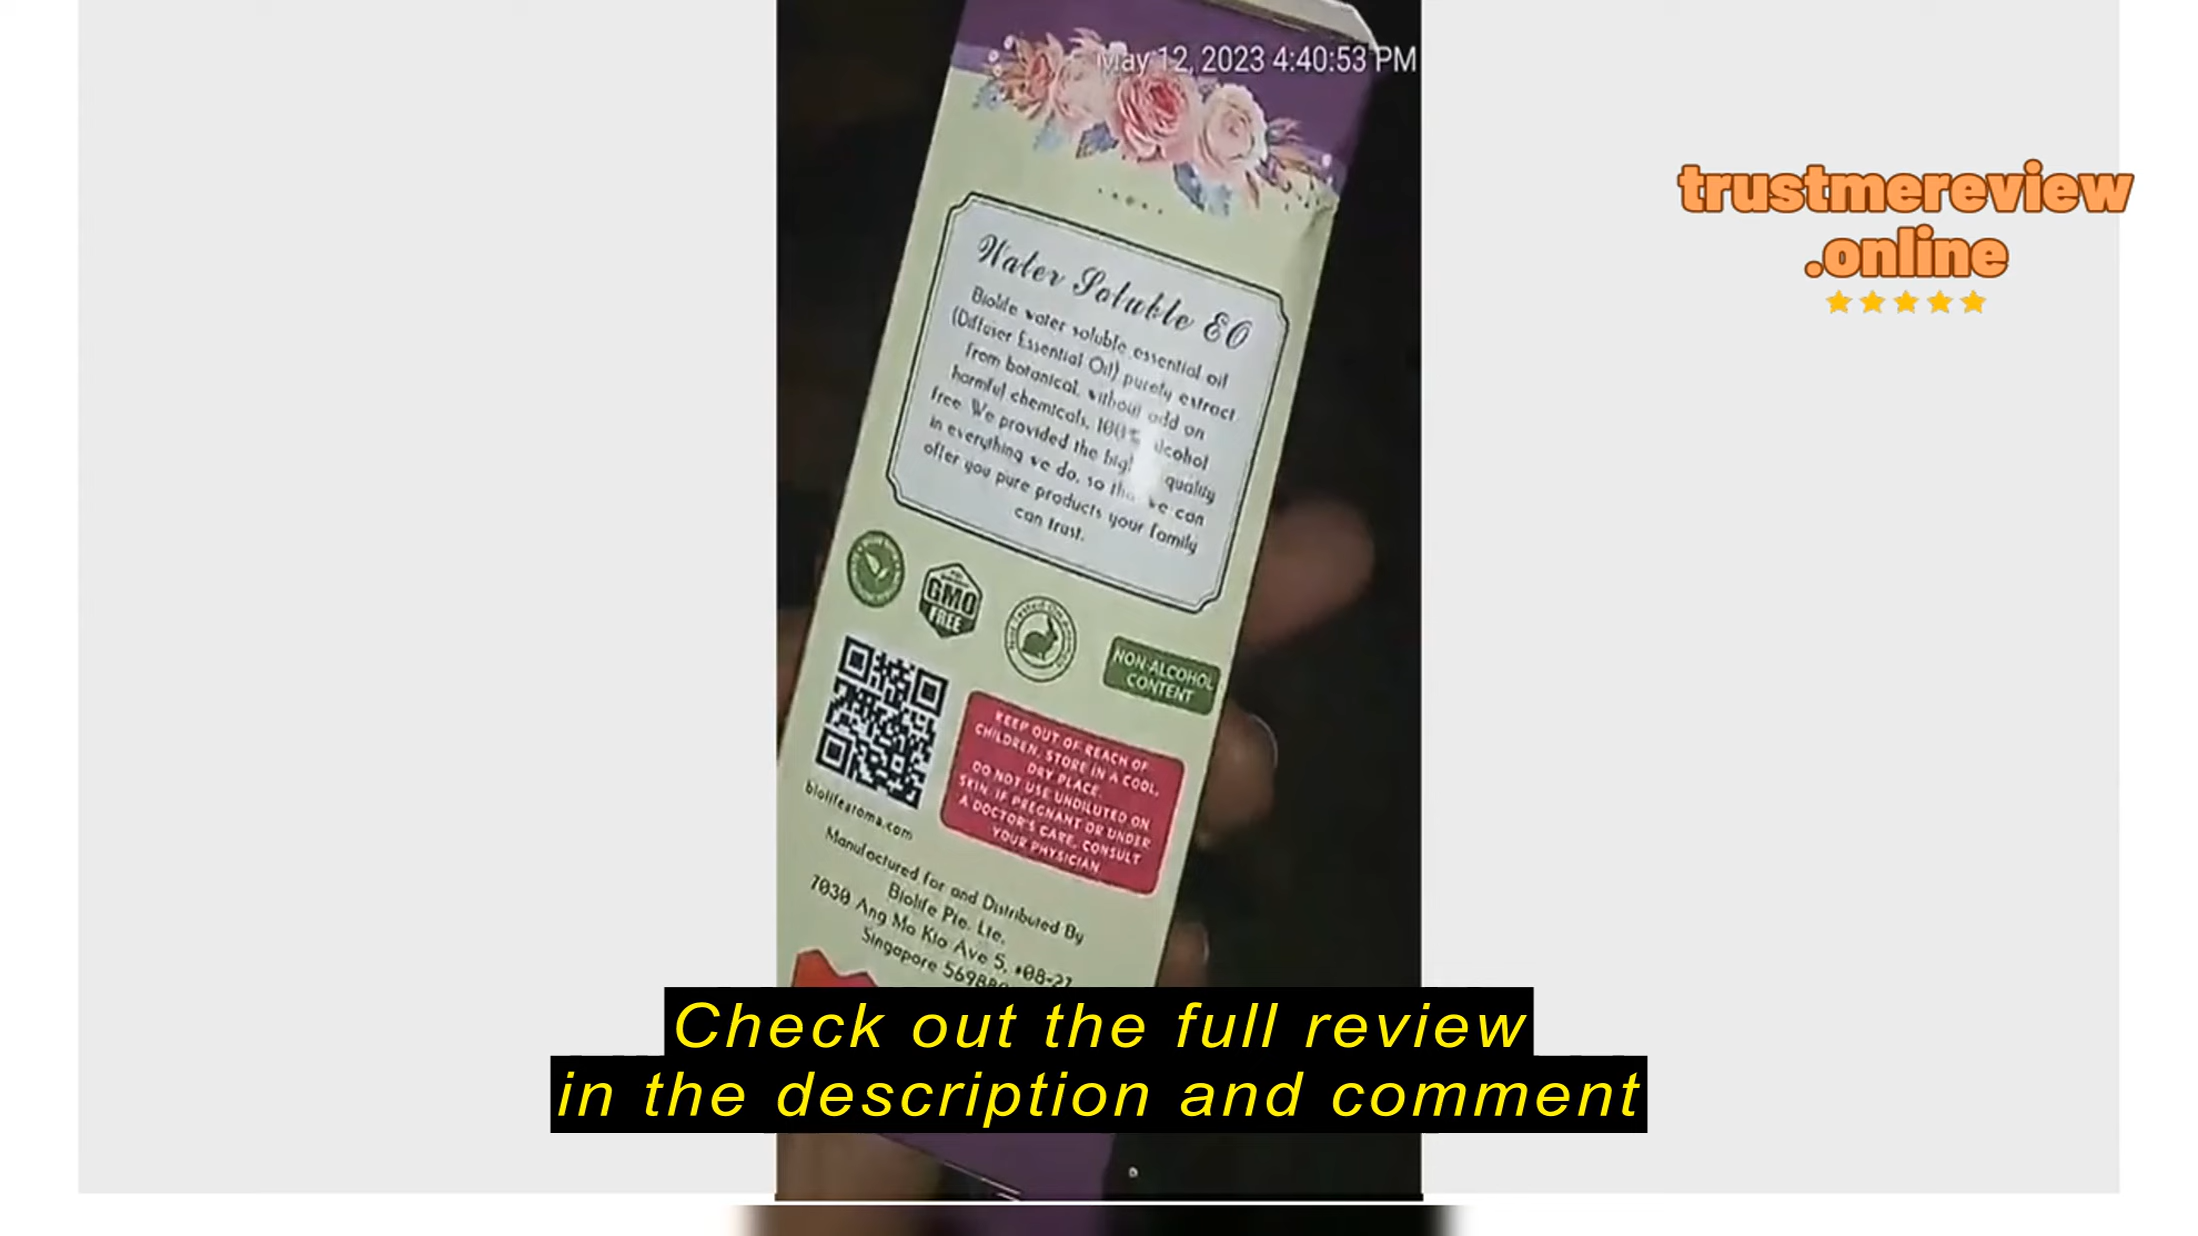 May 12, 2023 4:40:53 PM
trustmereview
.online
Water Soluble EO
Biolife water soluble essential oil
(Diffuser Essential Oil) purely extract
from botanical, without add on
harmful chemicals, 100% alcohol
free. We provided the quality
in everything we do, so that we can
offer you pure products your family
can trust.
GMO
FREE
NON-ALCOHOL
CONTENT
KEEP OUT OF REACH OF
CHILDREN, STORE IN A COOL,
DRY PLACE.
DO NOT USE UNDILUTED ON
SKIN. IF PREGNANT OR UNDER
A DOCTOR'S CARE, CONSULT
YOUR PHYSICIAN
biolifearoma.com
Manufactured for and Distributed By
Biolife Pte. Lte.
7030 Ang Mo Kio Ave 5, #08-27
Singapore
Check out the full review
in the description and comment